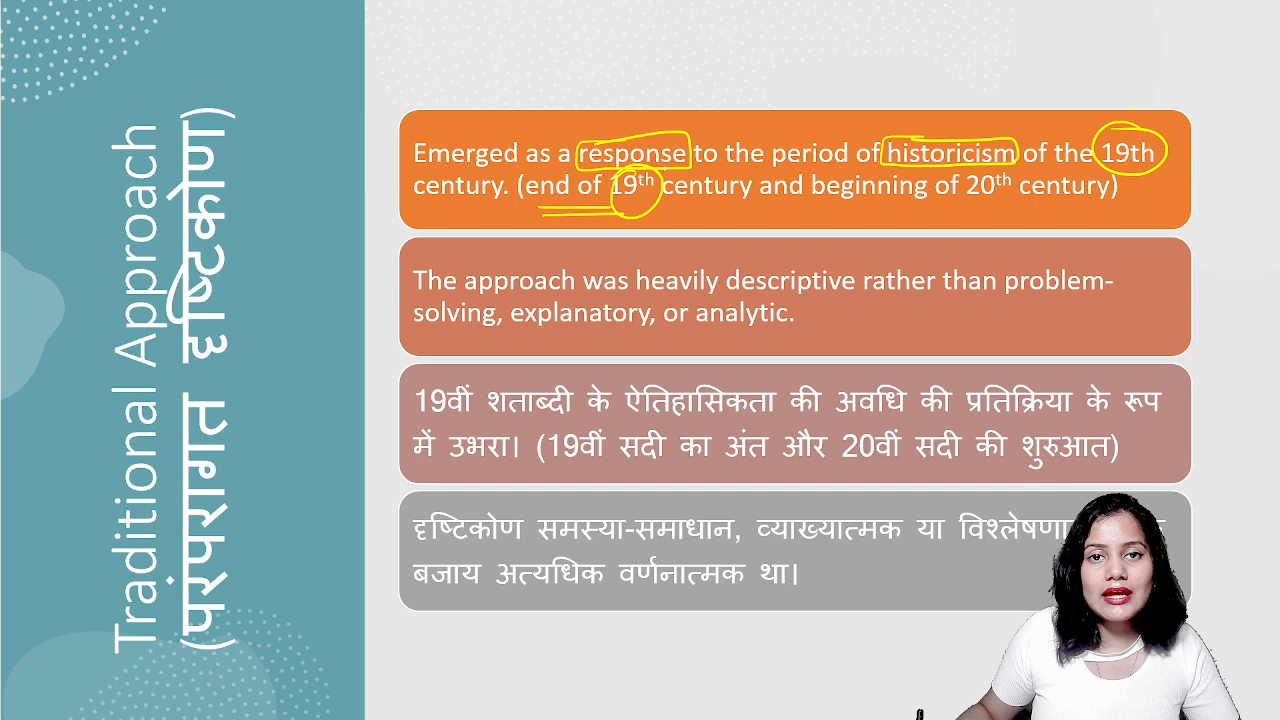 Traditional Approach
(परंपरागत दृष्टिकोण)
Emerged as a response to the period of historicism of the 19th
century. (end of 19th century and beginning of 20th century)
The approach was heavily descriptive rather than problem-
solving, explanatory, or analytic.
19वीं शताब्दी के ऐतिहासिकता की अवधि की प्रतिक्रिया के रूप
में उभरा। (19वीं सदी का अंत और 20वीं सदी की शुरुआत)
दृष्टिकोण समस्या-समाधान, व्याख्यात्मक या
बजाय अत्यधिक वर्णनात्मक था।